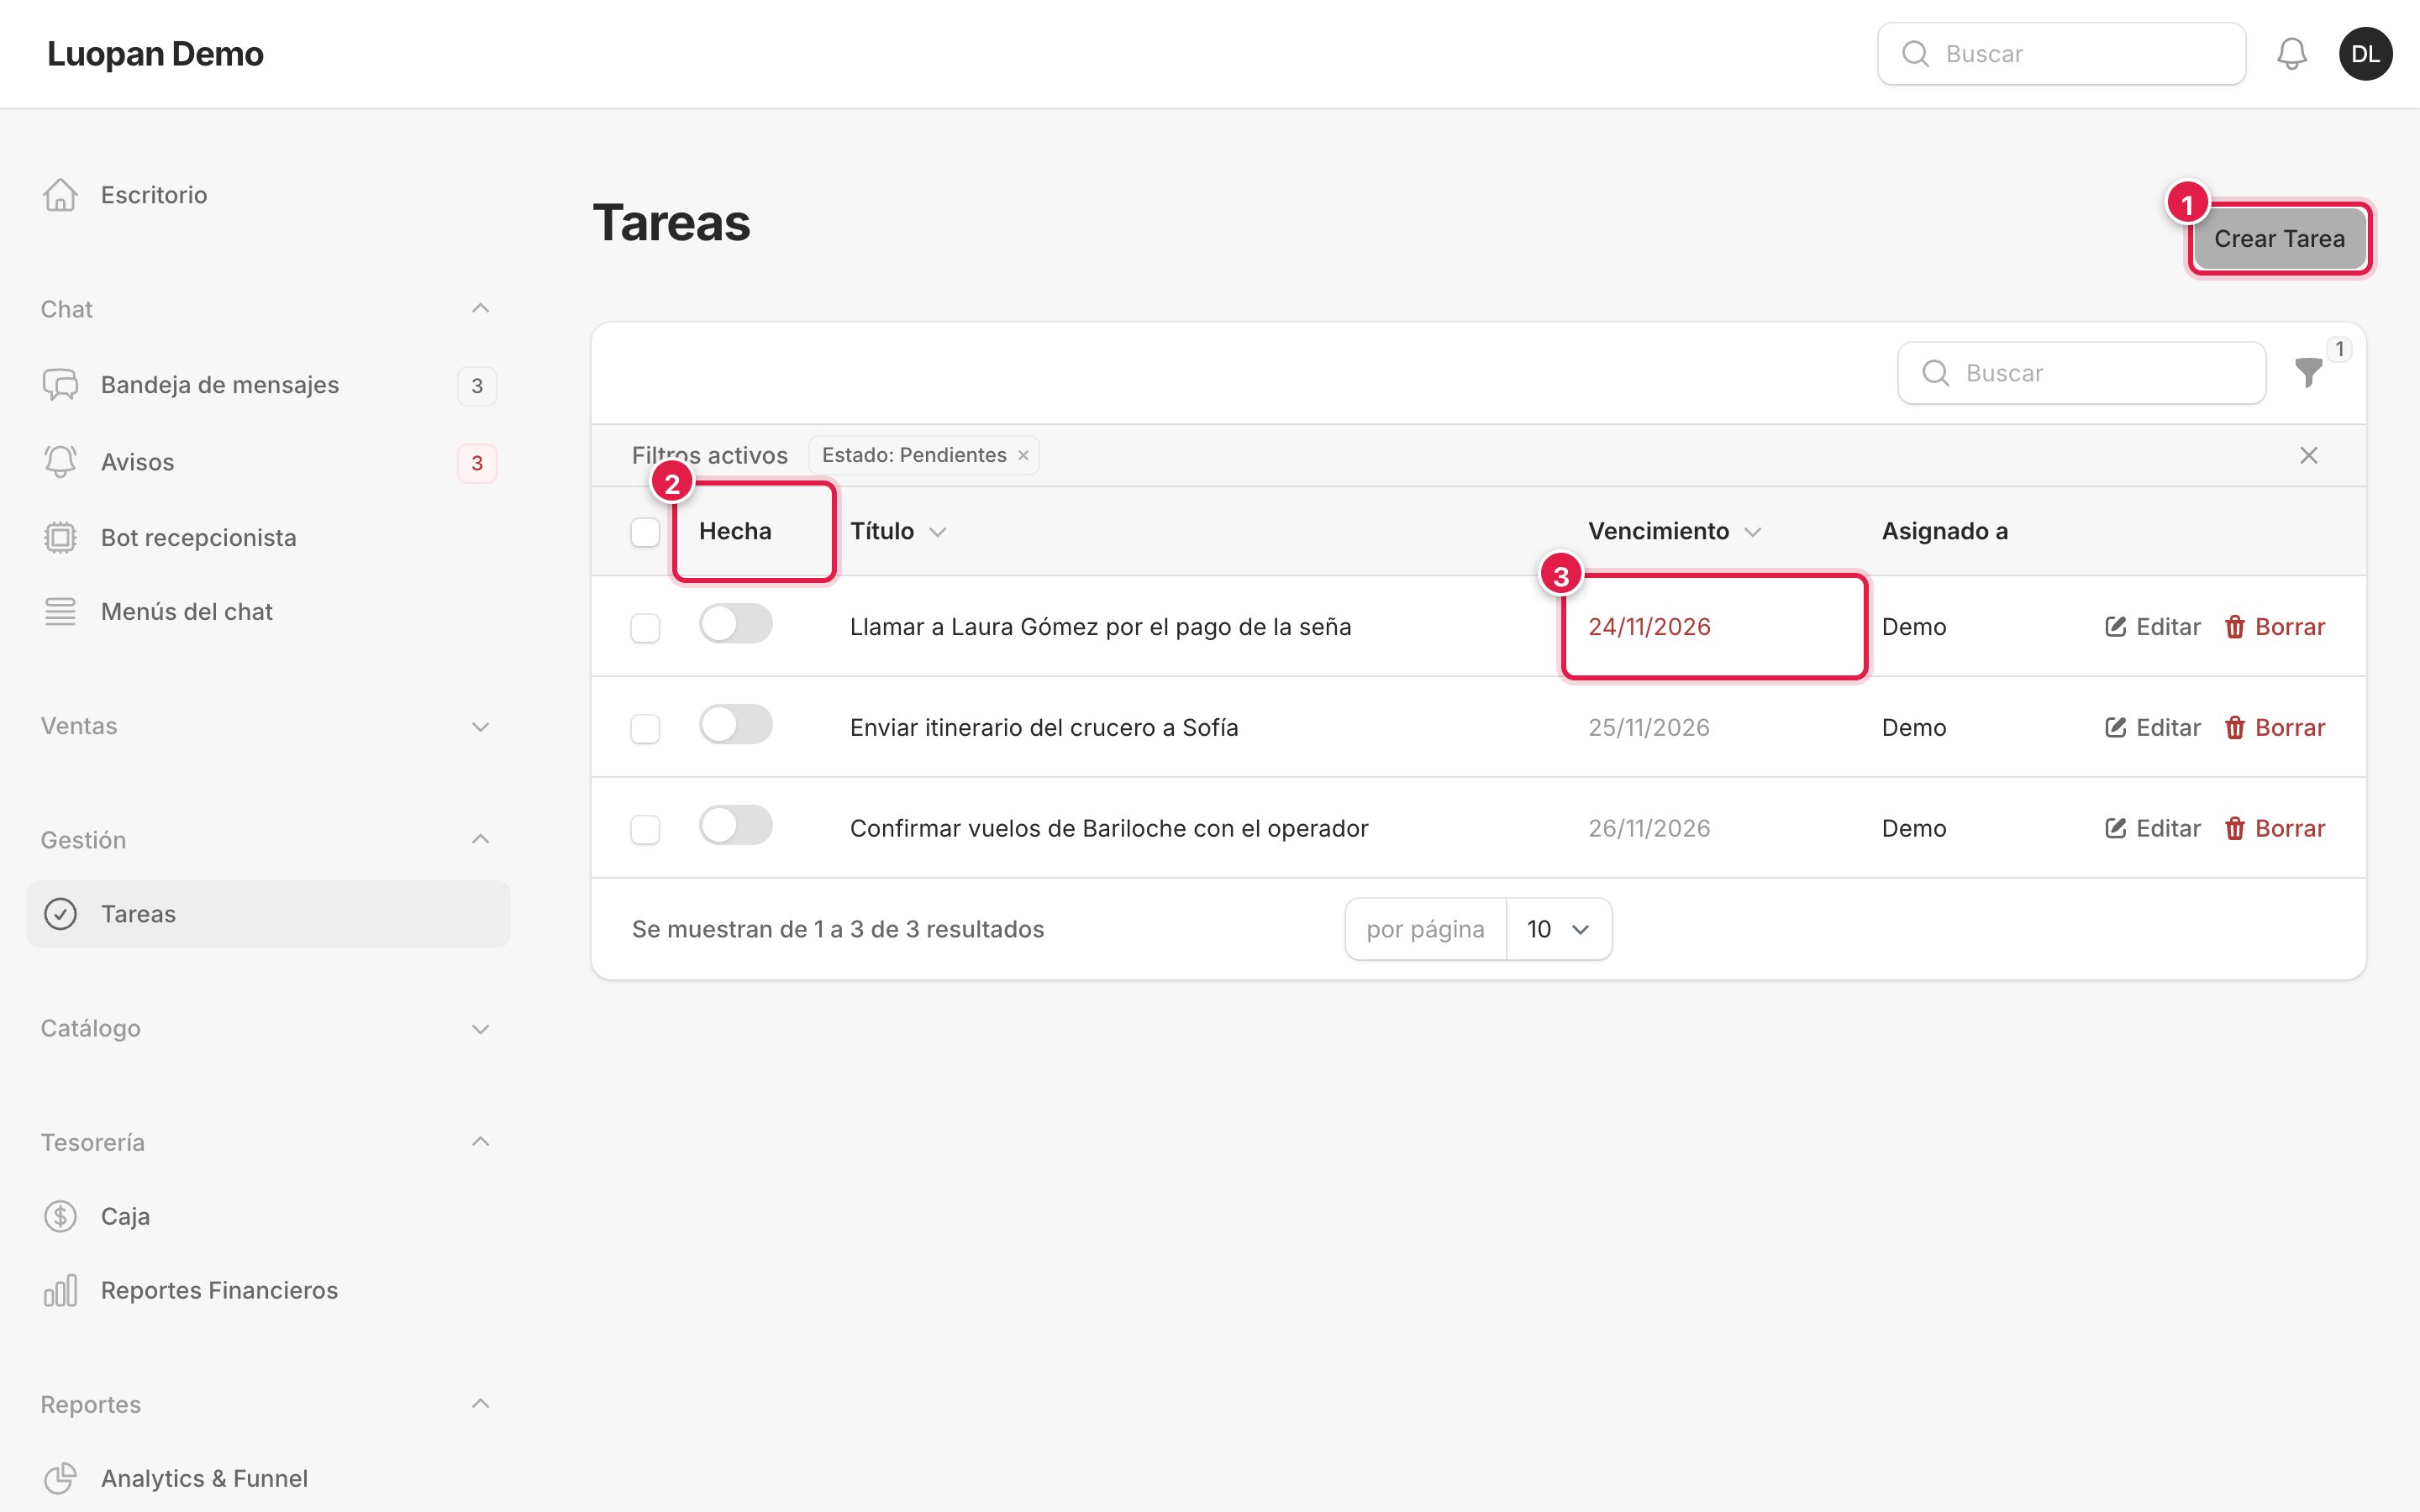 Luopan Demo
Buscar
DL
Escritorio
Chat
Bandeja de mensajes 3
Avisos 3
Bot recepcionista
Menús del chat
Ventas
Gestión
Tareas
Catálogo
Tesorería
Caja
Reportes Financieros
Reportes
Analytics & Funnel
Tareas
1
Crear Tarea
Buscar
1
Filtros activos Estado: Pendientes
2
Hecha Título Vencimiento Asignado a
3
Llamar a Laura Gómez por el pago de la seña 24/11/2026 Demo Editar Borrar
Enviar itinerario del crucero a Sofía 25/11/2026 Demo Editar Borrar
Confirmar vuelos de Bariloche con el operador 26/11/2026 Demo Editar Borrar
Se muestran de 1 a 3 de 3 resultados por página 10